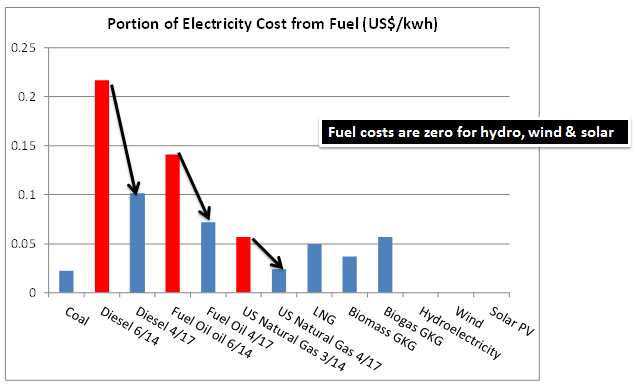 Portion of Electricity Cost from Fuel (US$/kwh)
0.25
0.2
0.15
0.1
0.05
0
Fuel costs are zero for hydro, wind & solar
Coal
Diesel 6/14
Diesel 4/17
Fuel Oil oil 6/14
Fuel Oil 4/17
US Natural Gas 3/14
US Natural Gas 4/17
LNG
Biomass GKG
Biogas GKG
Hydroelectricity
Wind
Solar PV